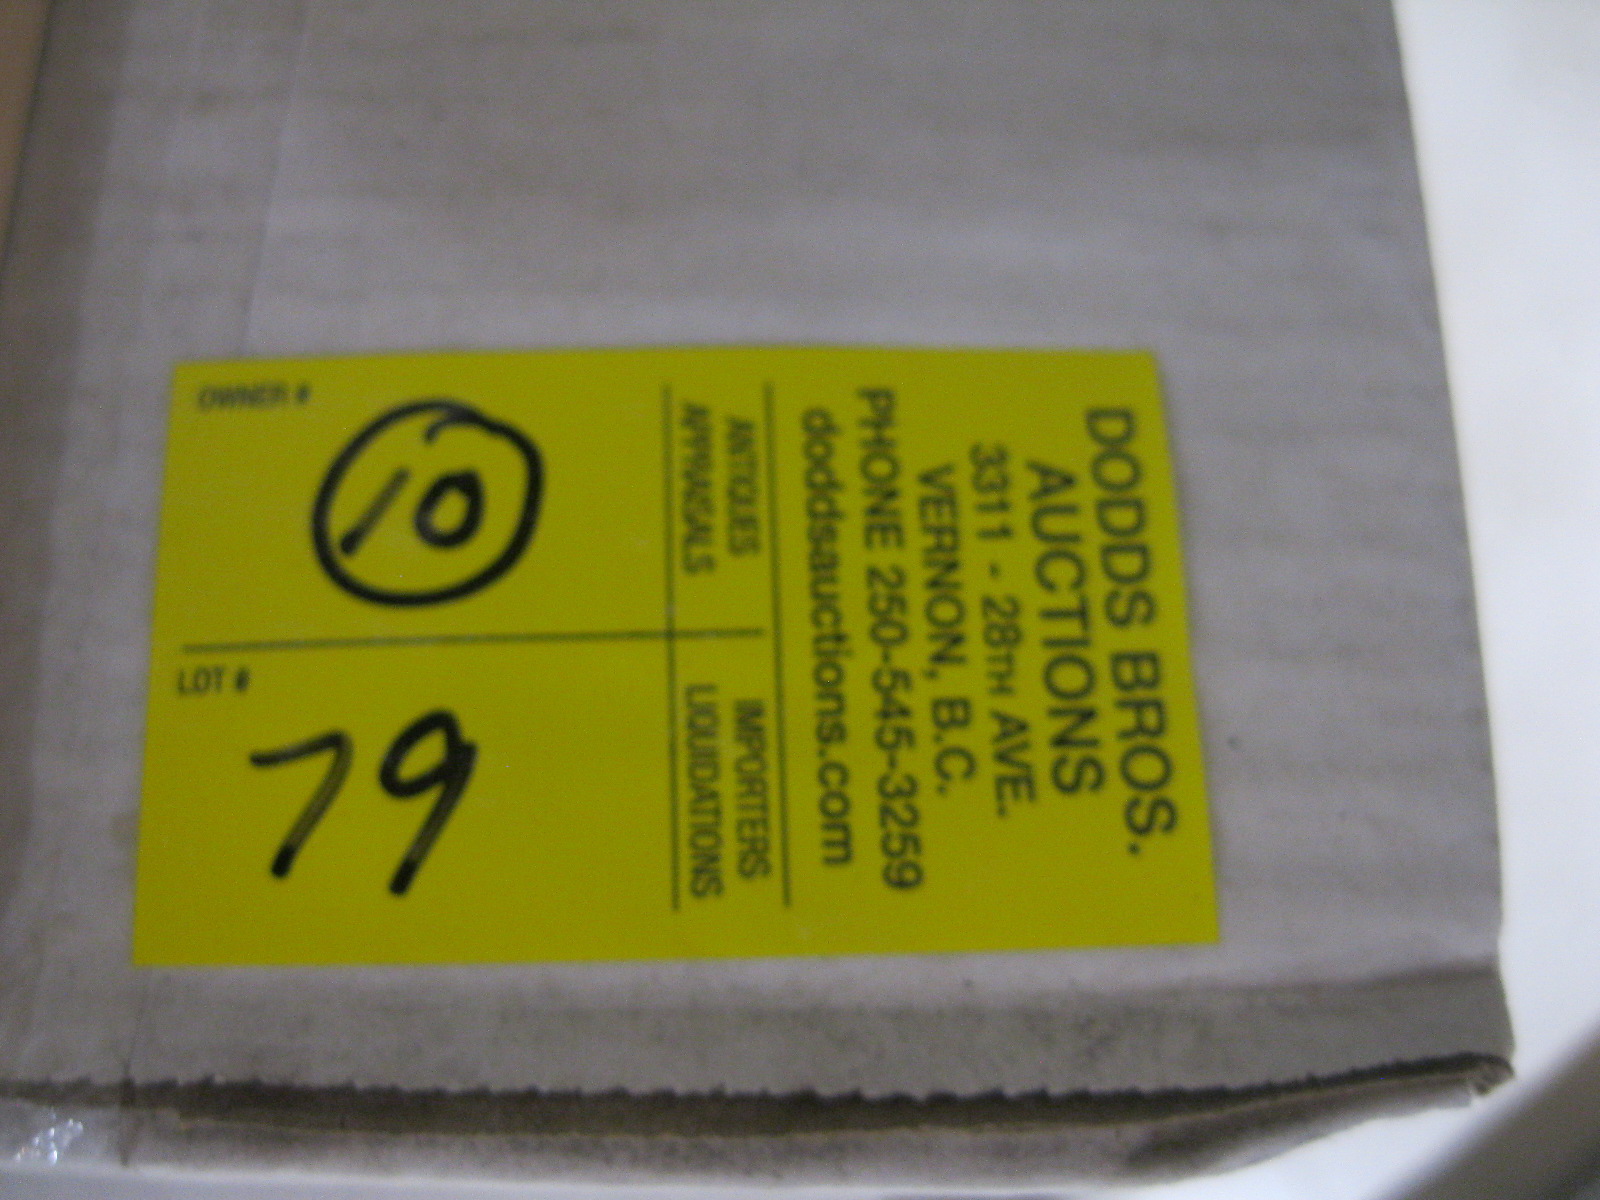 DODDS BROS.
AUCTIONS
3311 - 28TH AVE.
VERNON, B.C.
PHONE 250-545-3259
doddsauctions.com
ANTIQUES IMPORTERS
APPRAISALS LIQUIDATIONS
OWNER #
10
LOT #
79